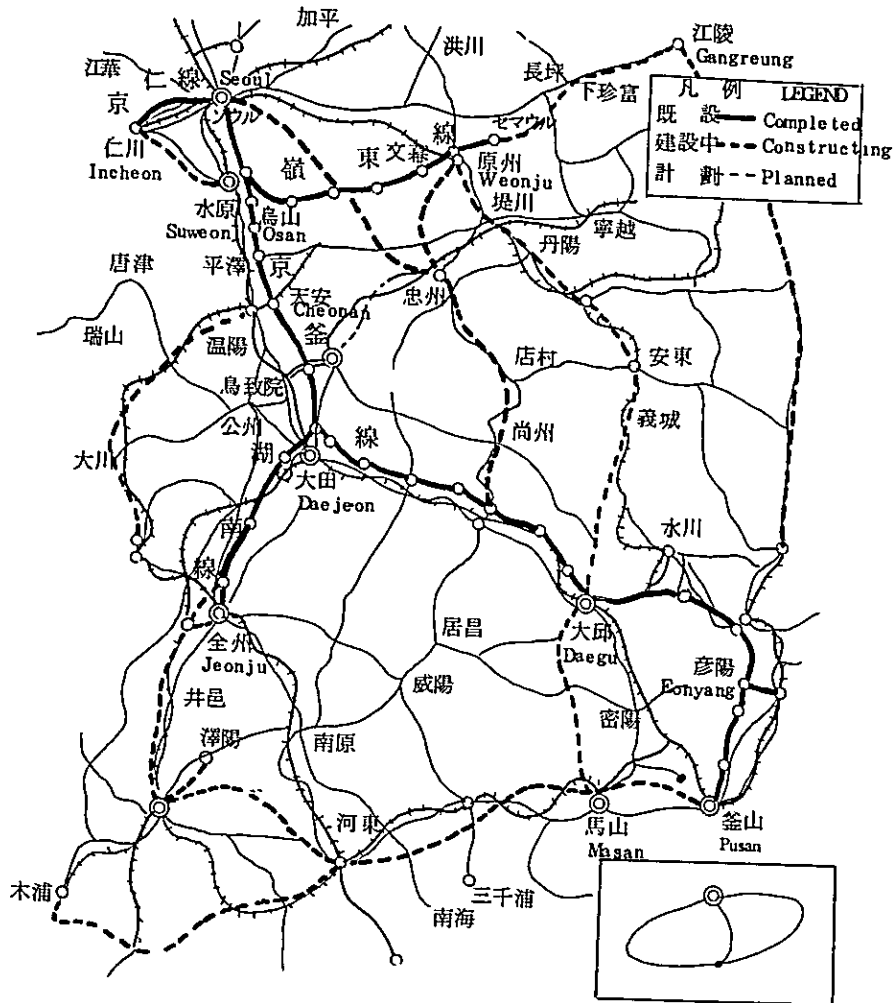 加平
江陵
Gangreung
洪川
江華
仁線
Seoul
ソウル
長坪
下珍富
凡例 LEGEND
既設 Completed
建設中 Constructing
計劃 Planned
京
仁川
Incheon
セマウル
線
東
文幕
嶺
原州
Weonju
水原
Suweon
烏山
Osan
堤川
寧越
丹陽
平澤
京
唐津
天安
Cheonan
忠州
釜
瑞山
温陽
店村
安東
鳥致院
公州
尚州
義城
大川
湖
線
大田
Daejeon
南
水川
線
全州
Jeonju
居昌
大邱
Daegu
彦陽
Eonyang
威陽
井邑
密陽
澤陽
南原
河東
馬山
Masan
釜山
Pusan
木浦
三千浦
南海